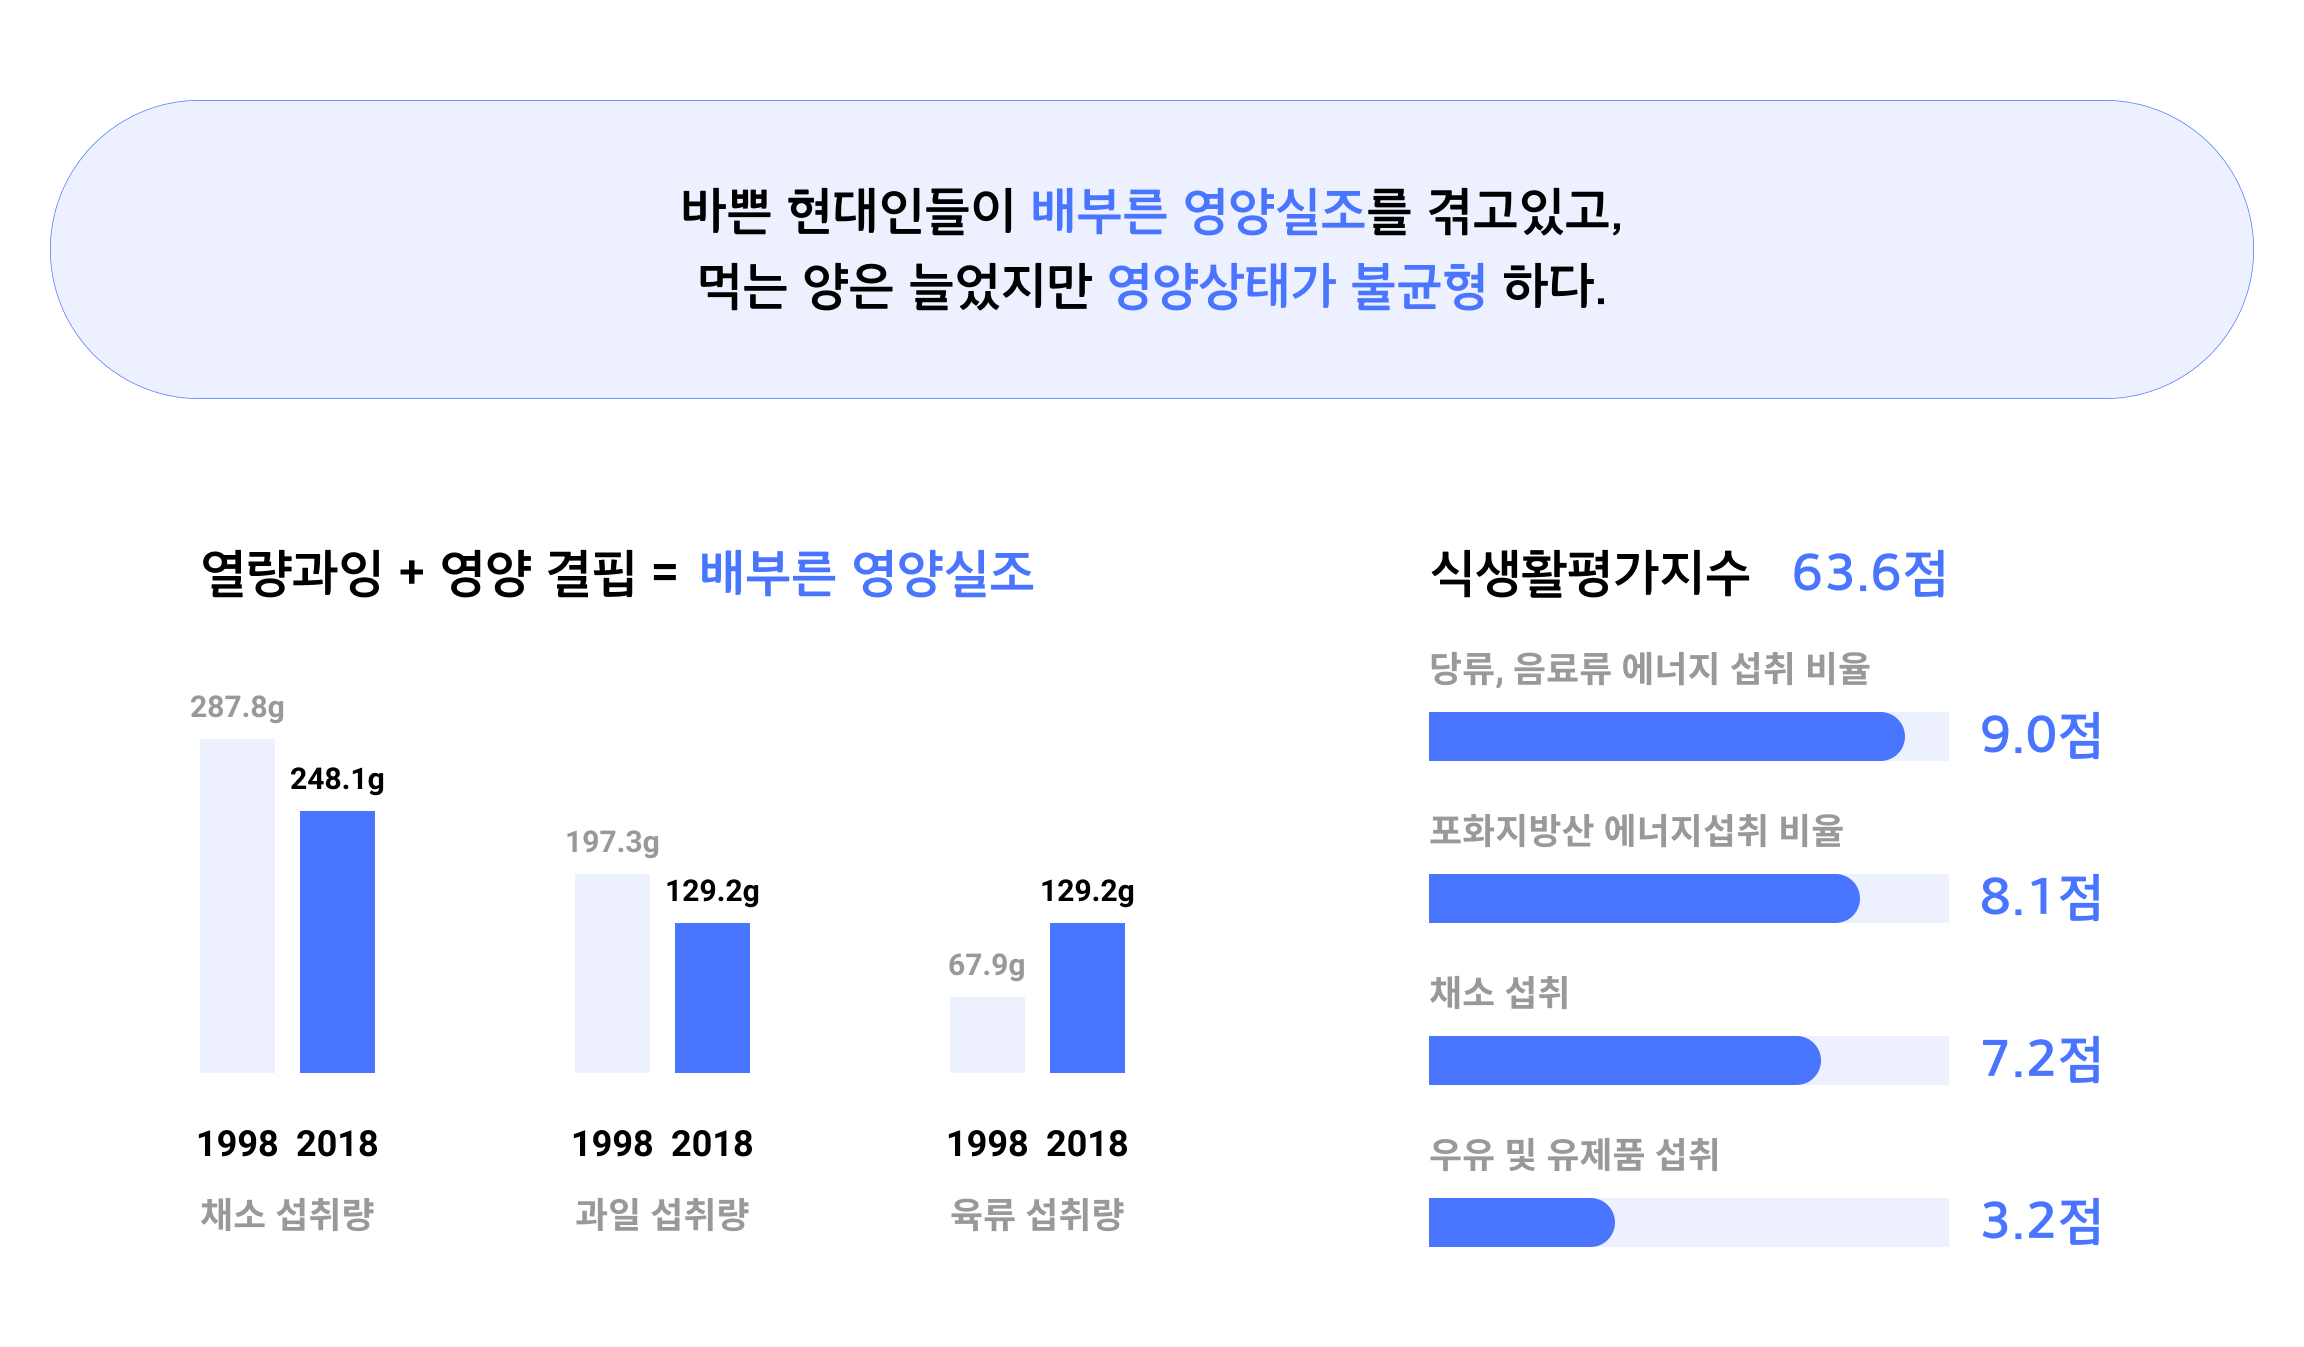 바쁜 현대인들이 배부른 영양실조를 겪고있고,
먹는 양은 늘었지만 영양상태가 불균형 하다.
열량과잉 + 영양 결핍 = 배부른 영양실조
287.8g
248.1g
197.3g
129.2g
67.9g
129.2g
1998 2018
1998 2018
1998 2018
채소 섭취량
과일 섭취량
육류 섭취량
식생활평가지수 63.6점
당류, 음료류 에너지 섭취 비율
9.0점
포화지방산 에너지섭취 비율
8.1점
채소 섭취
7.2점
우유 및 유제품 섭취
3.2점